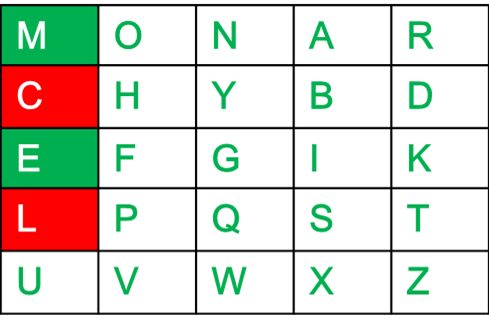 M O N A R
C H Y B D
E F G I K
L P Q S T
U V W X Z